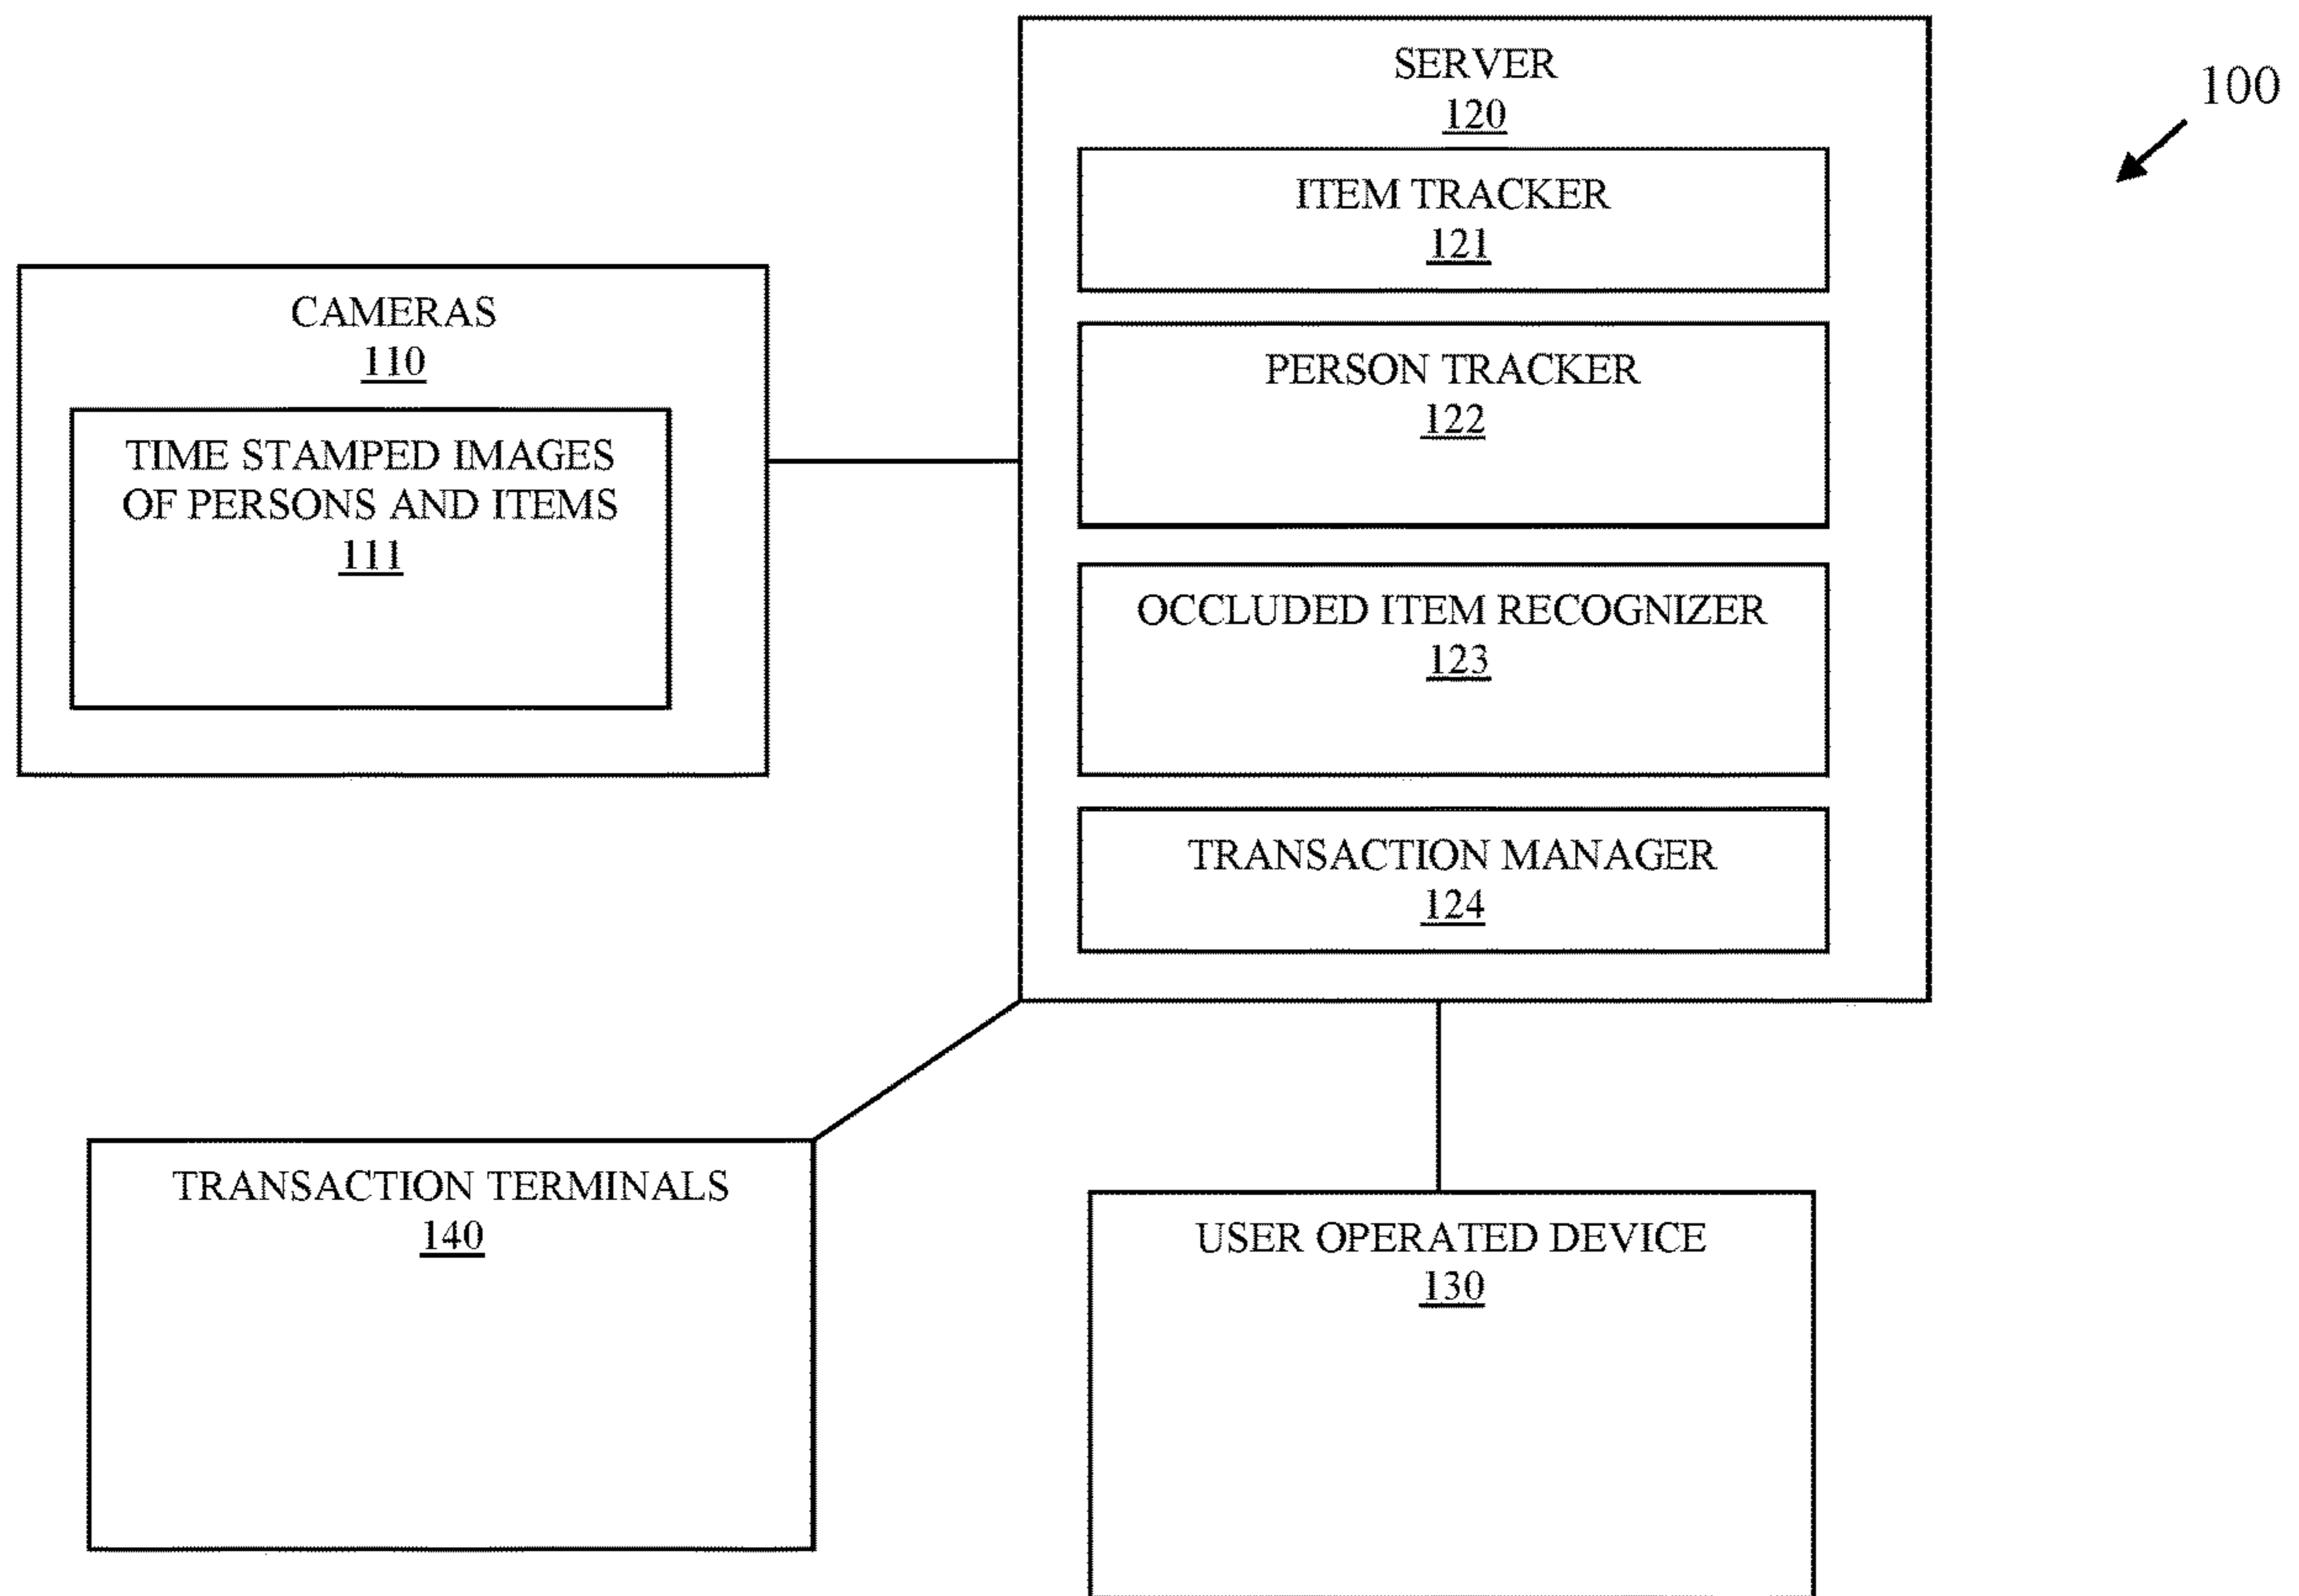 SERVER
120
100
ITEM TRACKER
121
CAMERAS
110
PERSON TRACKER
122
TIME STAMPED IMAGES
OF PERSONS AND ITEMS
111
OCCLUDED ITEM RECOGNIZER
123
TRANSACTION MANAGER
124
TRANSACTION TERMINALS
140
USER OPERATED DEVICE
130